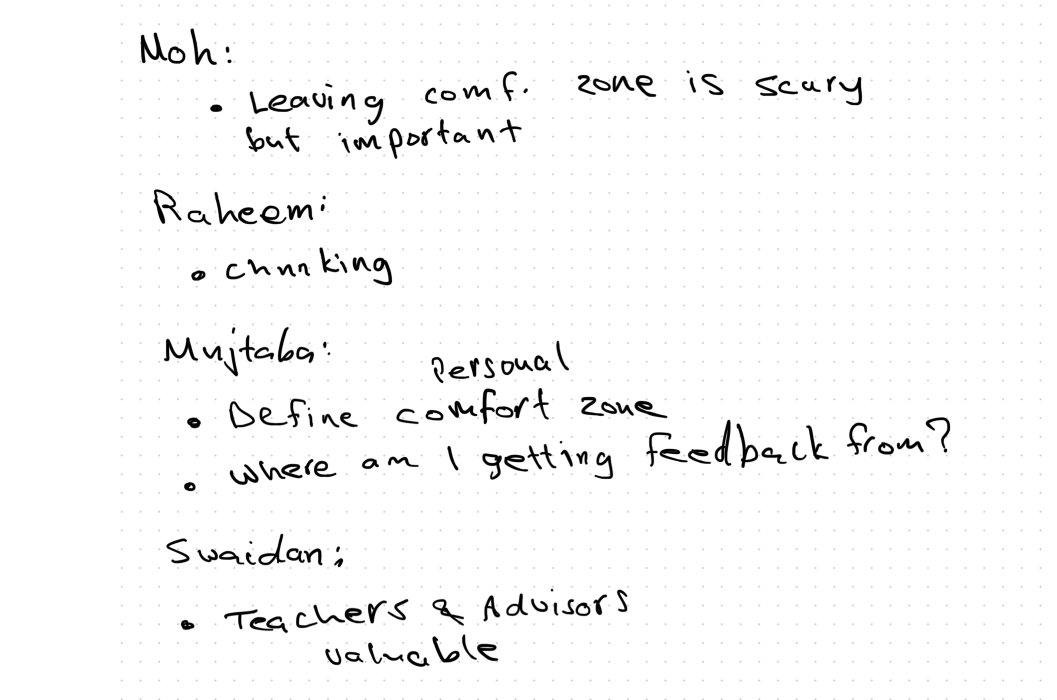 Moh:
• Leaving comf. zone is scary
but important
Raheem:
• chunking
Mujtaba:
Personal
• Define comfort zone
• where am I getting feedback from?
Swaidan:
• Teachers & Advisors
valuable